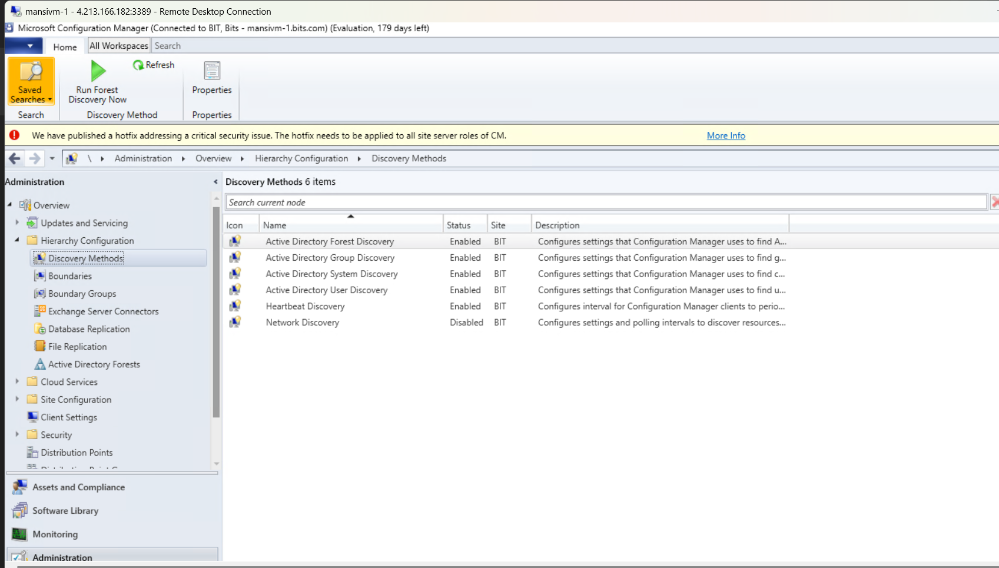 mansivm-1 - 4.213.166.182:3389 - Remote Desktop Connection
Microsoft Configuration Manager (Connected to BIT, Bits - mansivm-1.bits.com) (Evaluation, 179 days left)
Home All Workspaces Search
Saved Searches
Run Forest Discovery Now
Refresh
Properties
Search Discovery Method Properties
We have published a hotfix addressing a critical security issue. The hotfix needs to be applied to all site server roles of CM. More Info
\ Administration Overview Hierarchy Configuration Discovery Methods
Administration
Overview
Updates and Servicing
Hierarchy Configuration
Discovery Methods
Boundaries
Boundary Groups
Exchange Server Connectors
Database Replication
File Replication
Active Directory Forests
Cloud Services
Site Configuration
Client Settings
Security
Distribution Points
Assets and Compliance
Software Library
Monitoring
Administration
Discovery Methods 6 items
Search current node
Icon Name Status Site Description
Active Directory Forest Discovery Enabled BIT Configures settings that Configuration Manager uses to find A...
Active Directory Group Discovery Enabled BIT Configures settings that Configuration Manager uses to find g...
Active Directory System Discovery Enabled BIT Configures settings that Configuration Manager uses to find c...
Active Directory User Discovery Enabled BIT Configures settings that Configuration Manager uses to find u...
Heartbeat Discovery Enabled BIT Configures interval for Configuration Manager clients to perio...
Network Discovery Disabled BIT Configures settings and polling intervals to discover resources...